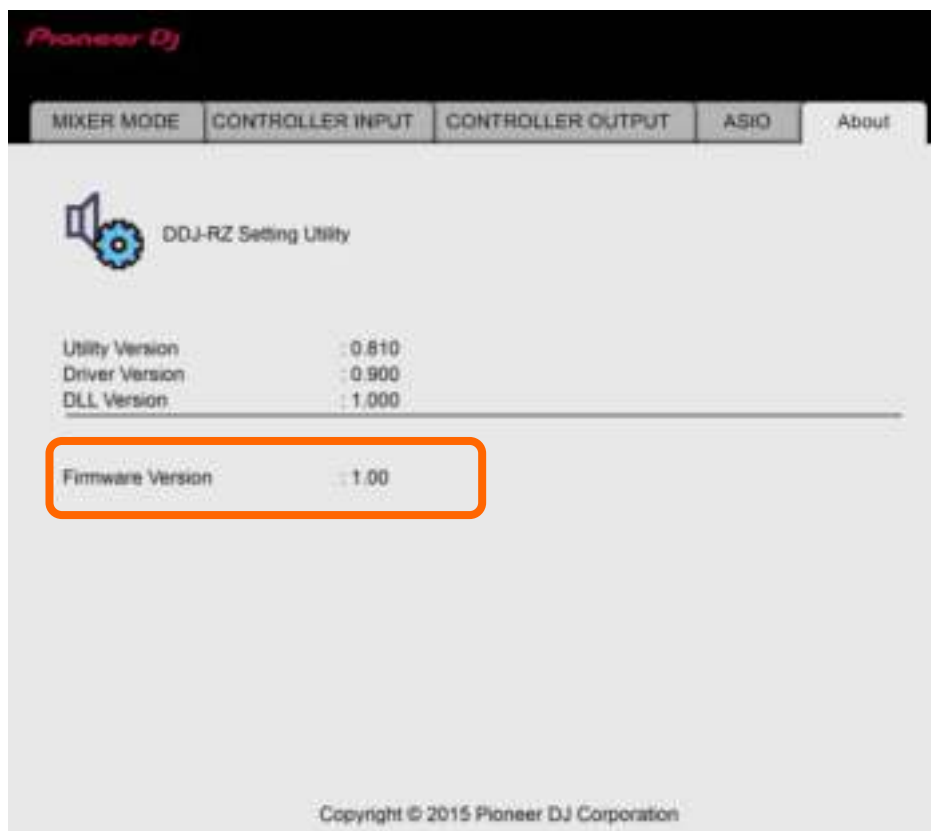 Pioneer Dj
MIXER MODE CONTROLLER INPUT CONTROLLER OUTPUT ASIO About
DDJ-RZ Setting Utility
Utility Version : 0.810
Driver Version : 0.900
DLL Version : 1.000
Firmware Version : 1.00
Copyright © 2015 Pioneer DJ Corporation